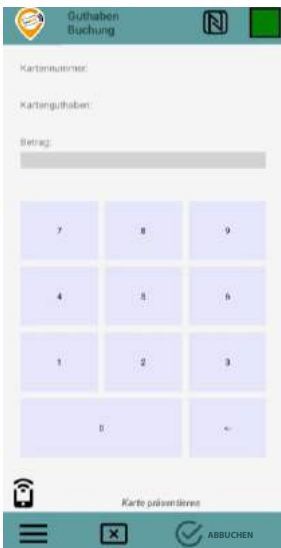 Guthaben
Buchung
Kartennummer:
Kartenguthaben:
Betrag:
7 8 9
4 5 6
1 2 3
0 ←
Karte präsentieren
ABBUCHEN